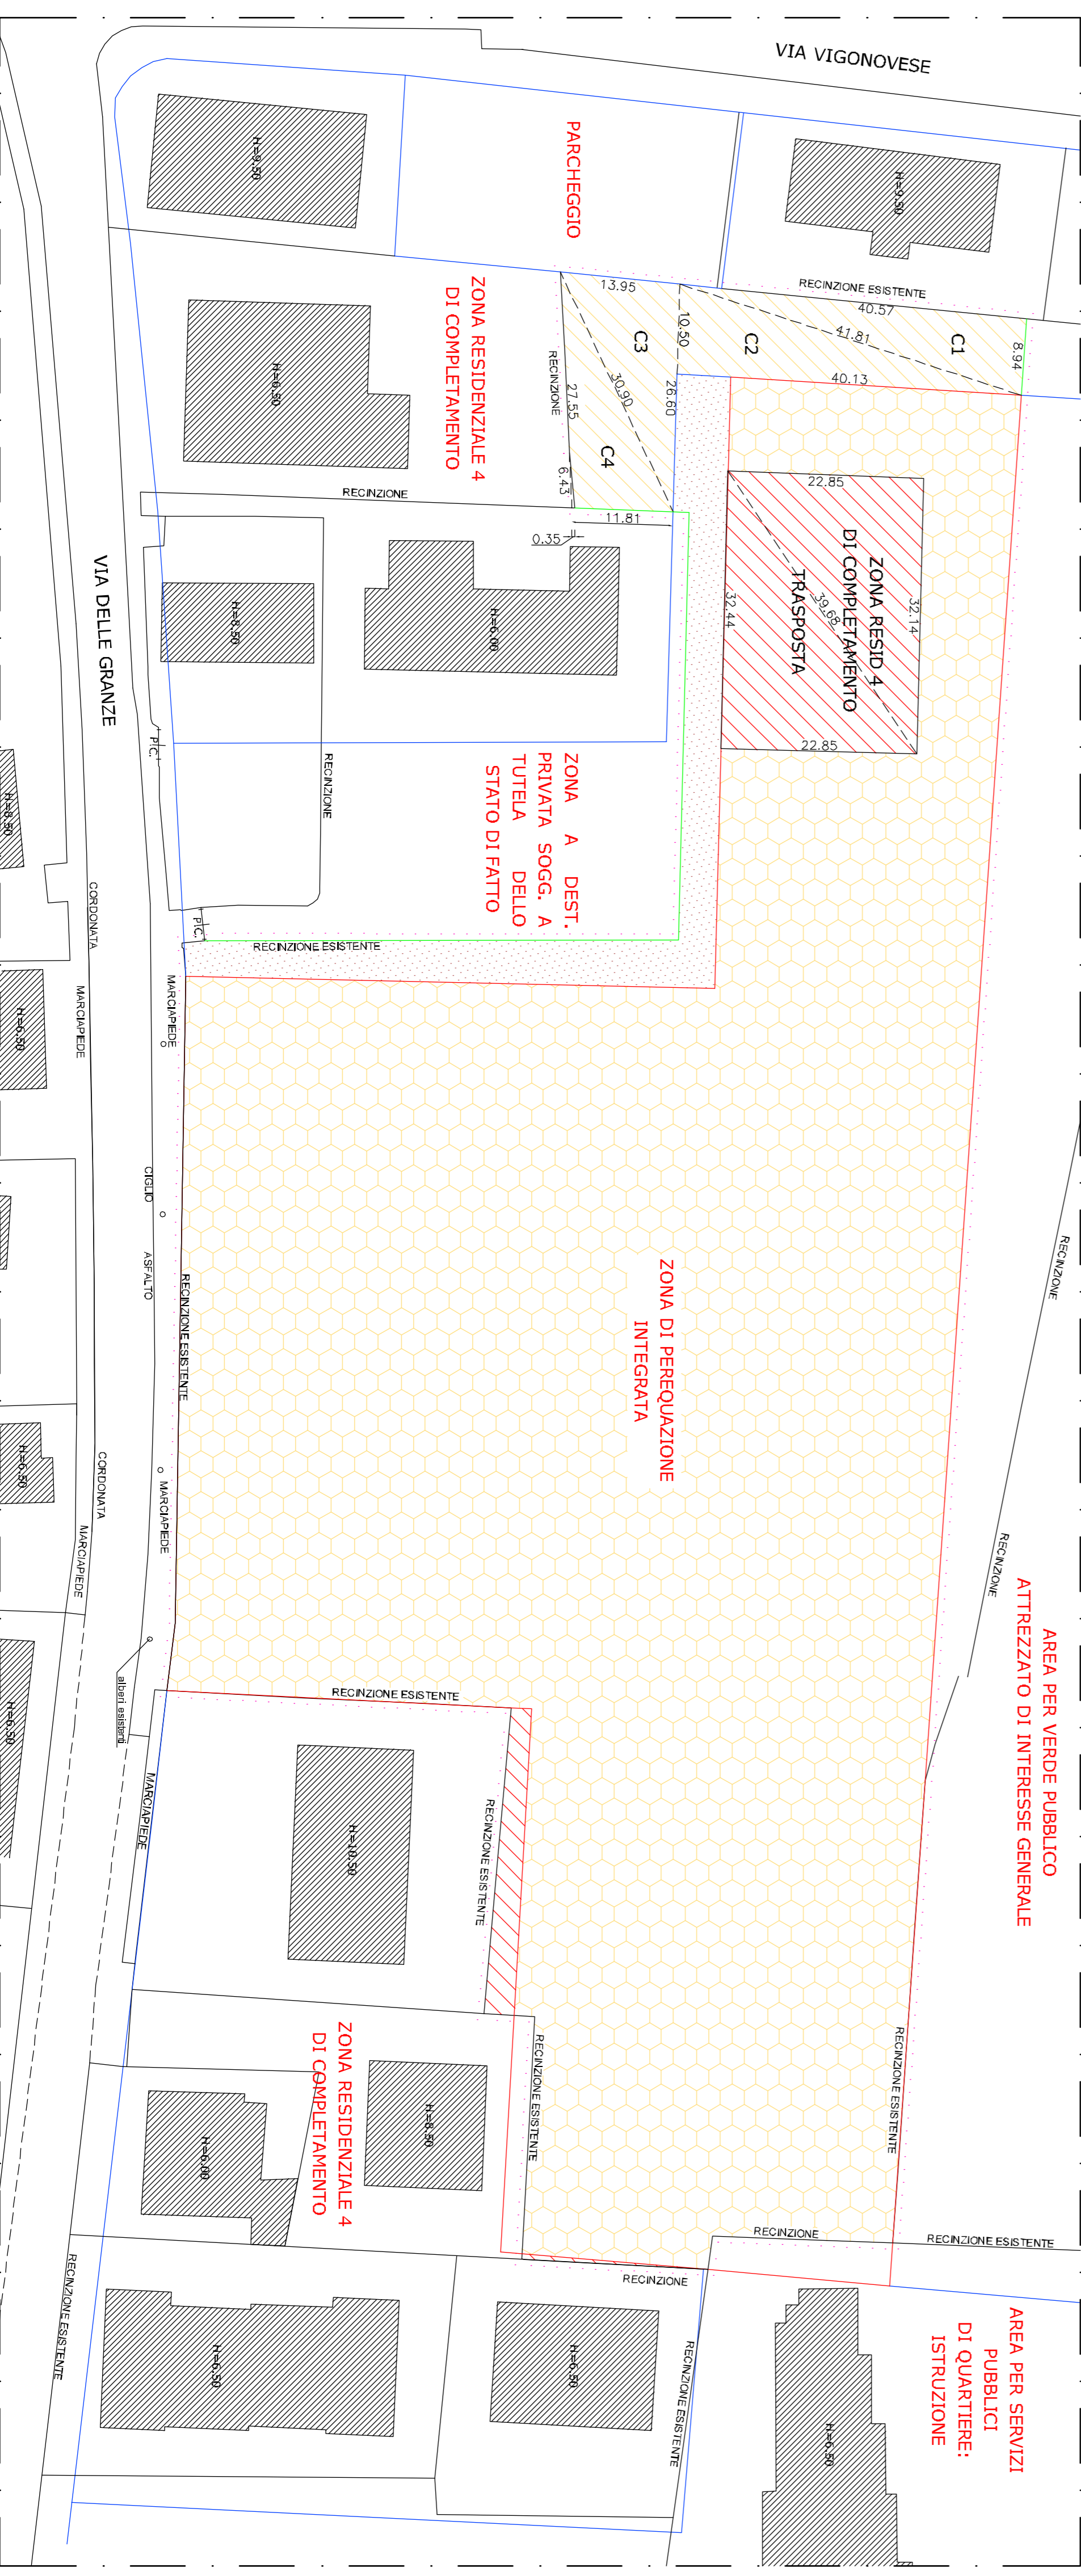 VIA VIGONOVESE
H=9.50
PARCHEGGIO
H=9.50
RECINZIONE ESISTENTE
13.95
40.57
41.81
8.94
C1
C2
C3
C4
10.50
40.13
26.60
30.90
27.55
6.43
RECINZIONE
11.81
0.35
ZONA RESIDENZIALE 4
DI COMPLETAMENTO
H=6.50
RECINZIONE
22.85
ZONA RESID 4
DI COMPLETAMENTO
TRASPOSTA
32.14
39.68
32.44
22.85
H=6.00
H=8.50
VIA DELLE GRANZE
P.C.
RECINZIONE
ZONA A DEST.
PRIVATA SOGG. A
TUTELA DELLO
STATO DI FATTO
H=8.50
P.C.
RECINZIONE ESISTENTE
CORDONATA
MARCIAPIEDE
MARCIAPIEDE
H=6.50
CIGLIO
ASFALTO
RECINZIONE ESISTENTE
ZONA DI PEREQUAZIONE
INTEGRATA
RECINZIONE
H=6.50
CORDONATA
MARCIAPIEDE
MARCIAPIEDE
RECINZIONE
AREA PER VERDE PUBBLICO
ATTREZZATO DI INTERESSE GENERALE
H=6.50
alberi esistenti
RECINZIONE ESISTENTE
MARCIAPIEDE
H=10.50
RECINZIONE ESISTENTE
ZONA RESIDENZIALE 4
DI COMPLETAMENTO
H=8.50
RECINZIONE ESISTENTE
RECINZIONE ESISTENTE
H=6.00
RECINZIONE
RECINZIONE ESISTENTE
RECINZIONE ESISTENTE
RECINZIONE
H=6.50
H=6.50
RECINZIONE ESISTENTE
H=6.50
AREA PER SERVIZI
PUBBLICI
DI QUARTIERE:
ISTRUZIONE